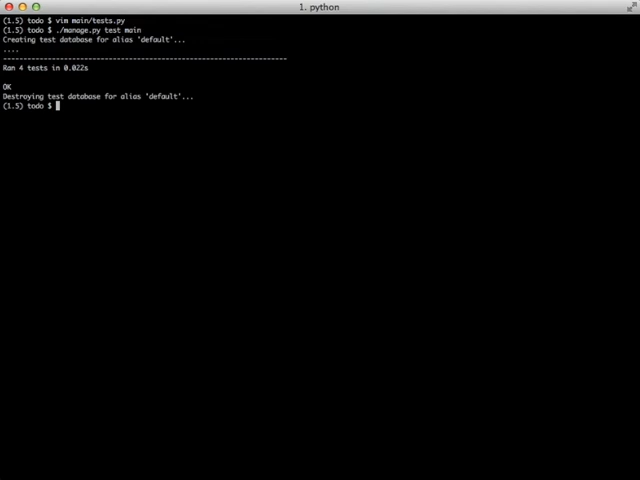 1. python
(1.5) todo $ vim main/tests.py
(1.5) todo $ ./manage.py test main
Creating test database for alias 'default'...
....
----------------------------------------------------------------------
Ran 4 tests in 0.022s
OK
Destroying test database for alias 'default'...
(1.5) todo $